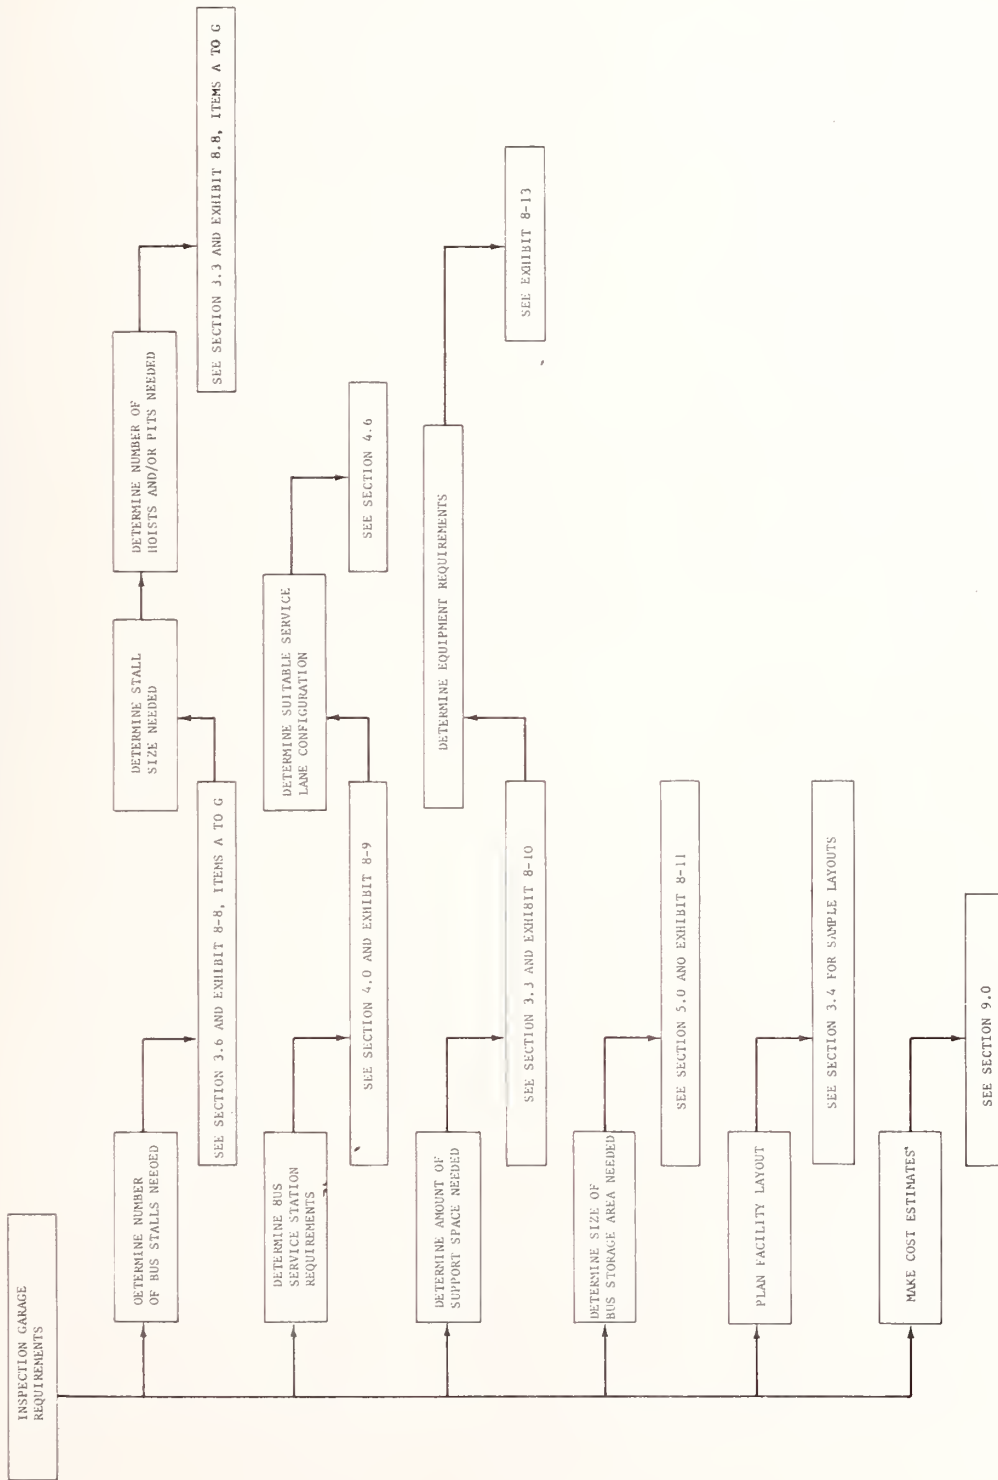 INSPECTION GARAGE
REQUIREMENTS
DETERMINE NUMBER
OF BUS STALLS NEEDED
SEE SECTION 3.6 AND EXHIBIT 8-8, ITEMS A TO G
DETERMINE STALL
SIZE NEEDED
DETERMINE NUMBER OF
HOISTS AND/OR PITS NEEDED
SEE SECTION 3.3 AND EXHIBIT 8.8, ITEMS A TO G
DETERMINE BUS
SERVICE STATION
REQUIREMENTS
SEE SECTION 4.0 AND EXHIBIT 8-9
DETERMINE SUITABLE SERVICE
LANE CONFIGURATION
SEE SECTION 4.6
DETERMINE AMOUNT OF
SUPPORT SPACE NEEDED
SEE SECTION 3.3 AND EXHIBIT 8-10
DETERMINE EQUIPMENT REQUIREMENTS
SEE EXHIBIT 8-13
DETERMINE SIZE OF
BUS STORAGE AREA NEEDED
SEE SECTION 5.0 AND EXHIBIT 8-11
PLAN FACILITY LAYOUT
SEE SECTION 3.4 FOR SAMPLE LAYOUTS
MAKE COST ESTIMATES
SEE SECTION 9.0